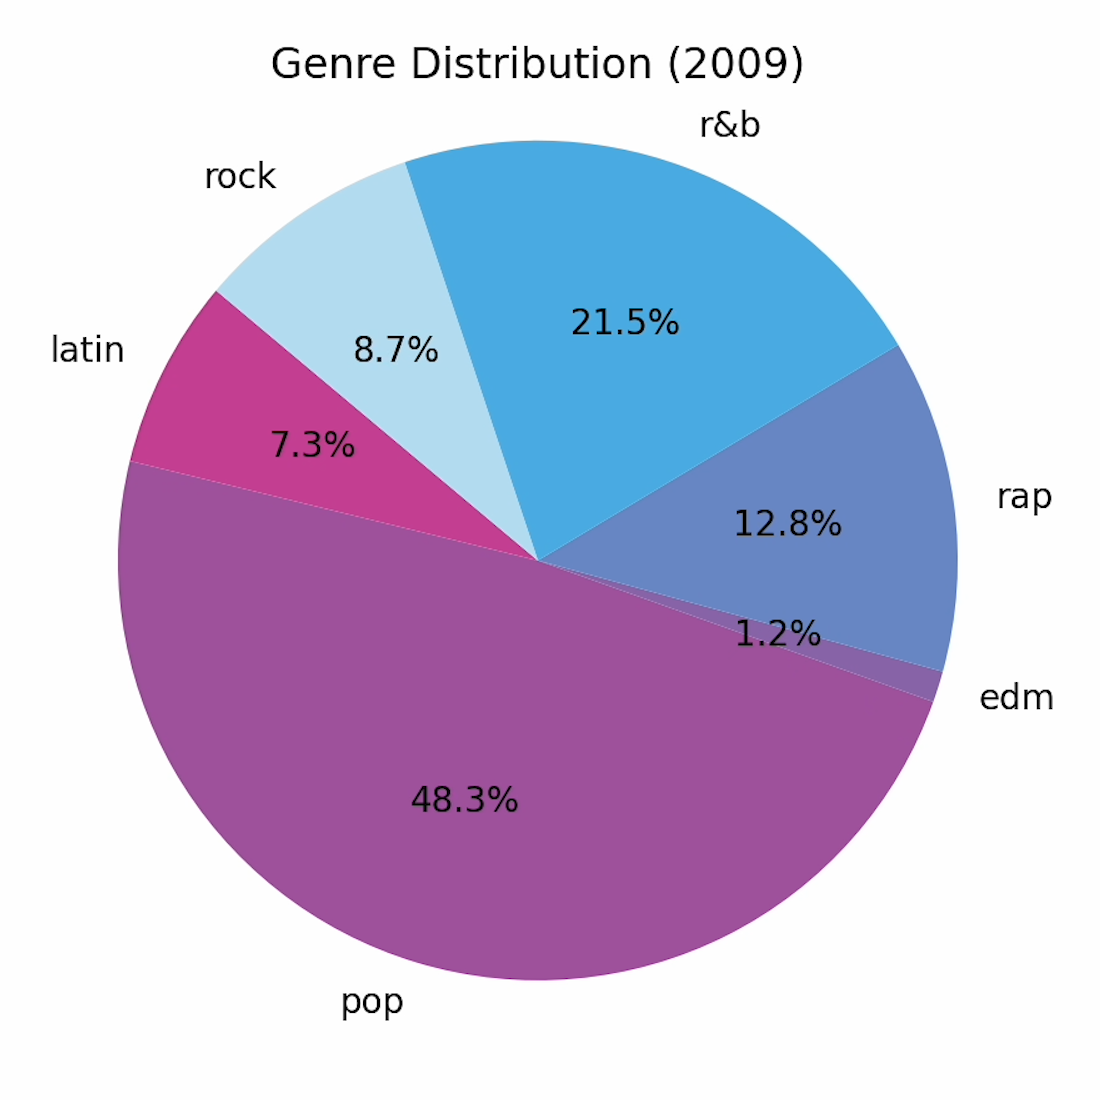 Genre Distribution (2009)
r&b
rock
21.5%
latin
8.7%
7.3%
rap
12.8%
1.2%
edm
48.3%
pop